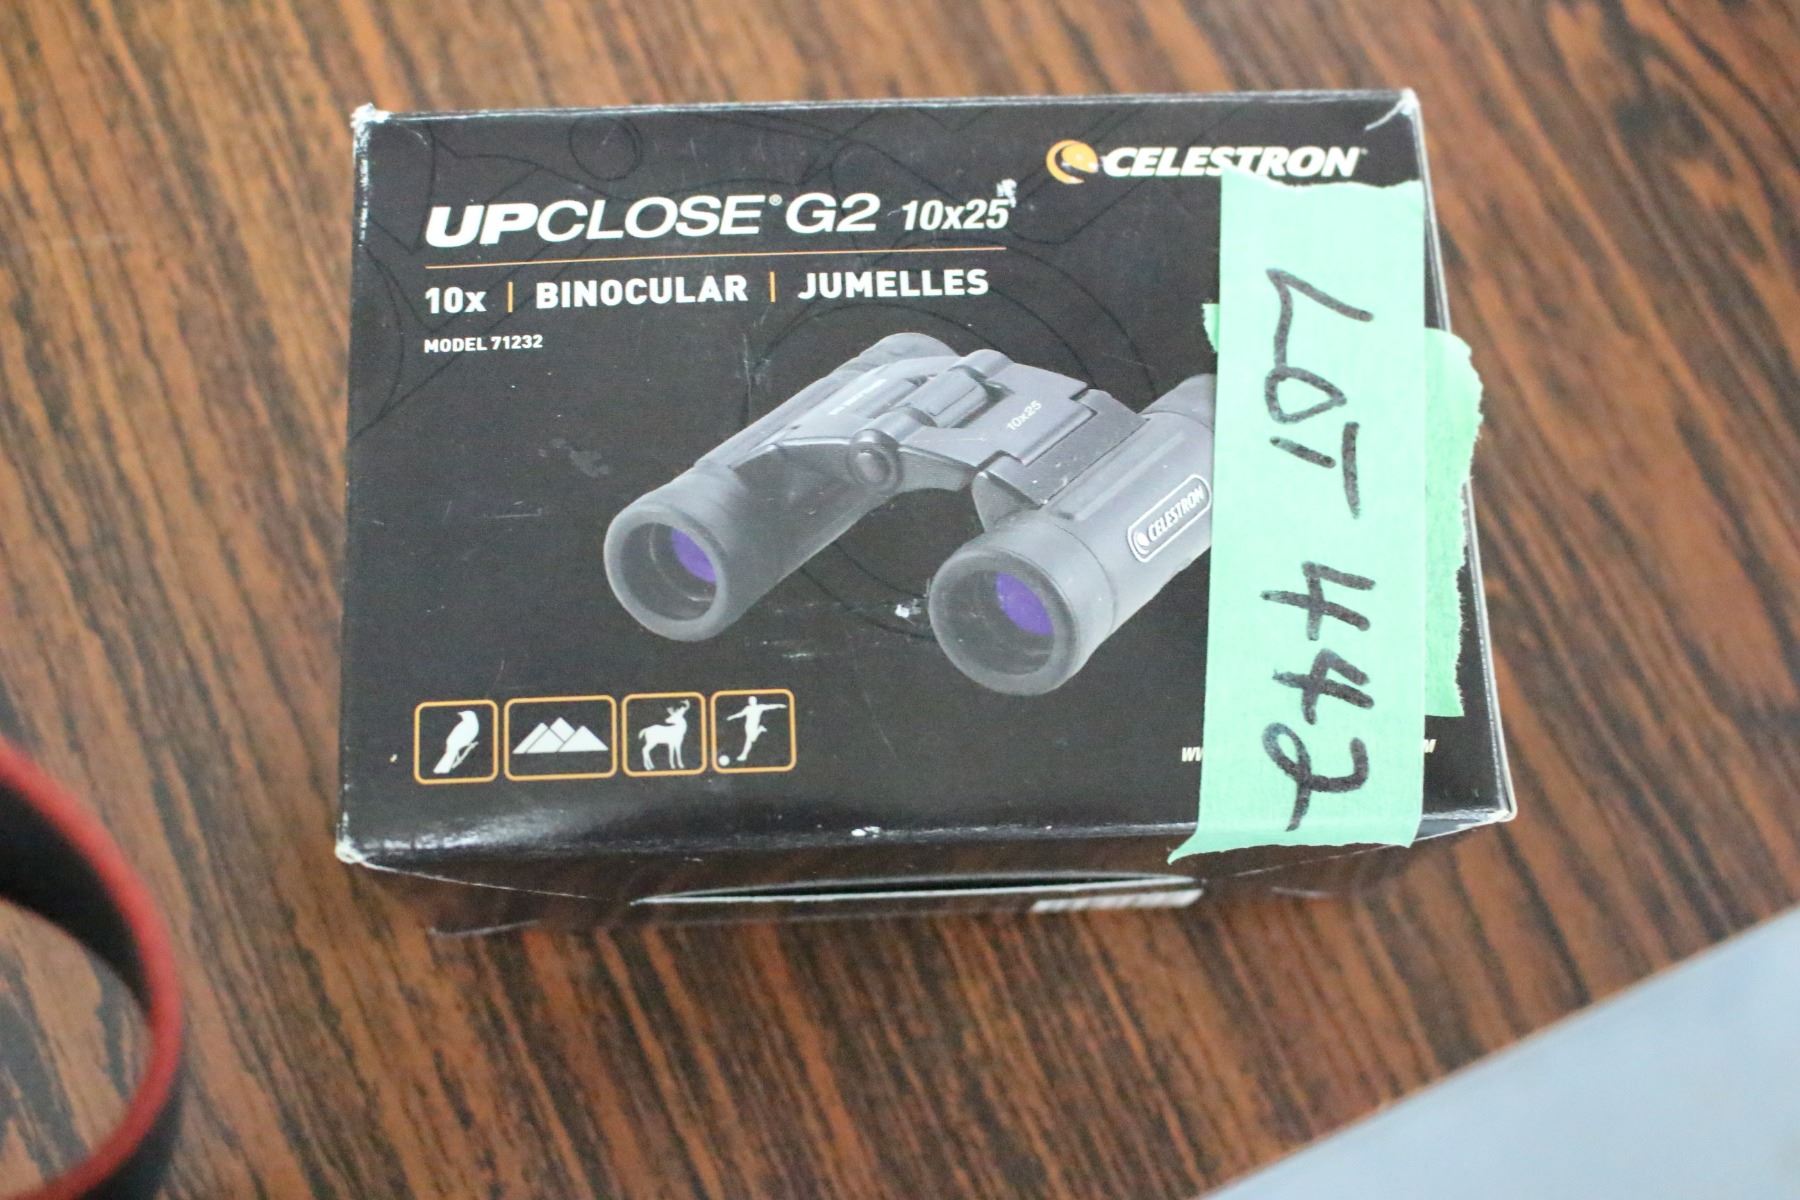 CELESTRON
UPCLOSE® G2 10x25
10x | BINOCULAR | JUMELLES
MODEL 71232
10x25
CELESTRON
LOT 442